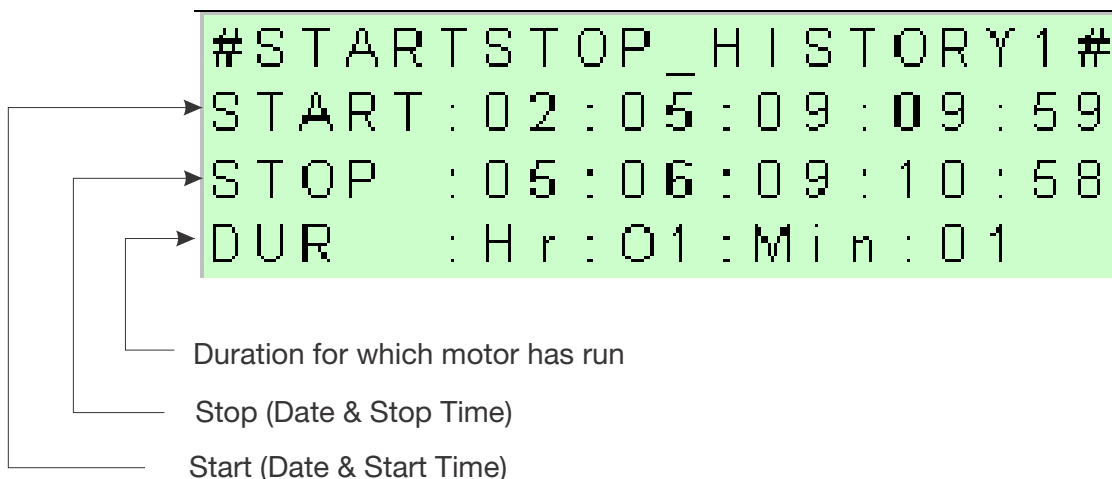 #STARTSTOP_HISTORY1#
START:02:05:09:09:59
STOP :05:06:09:10:58
DUR :Hr:O1:Min:01
Duration for which motor has run
Stop (Date & Stop Time)
Start (Date & Start Time)